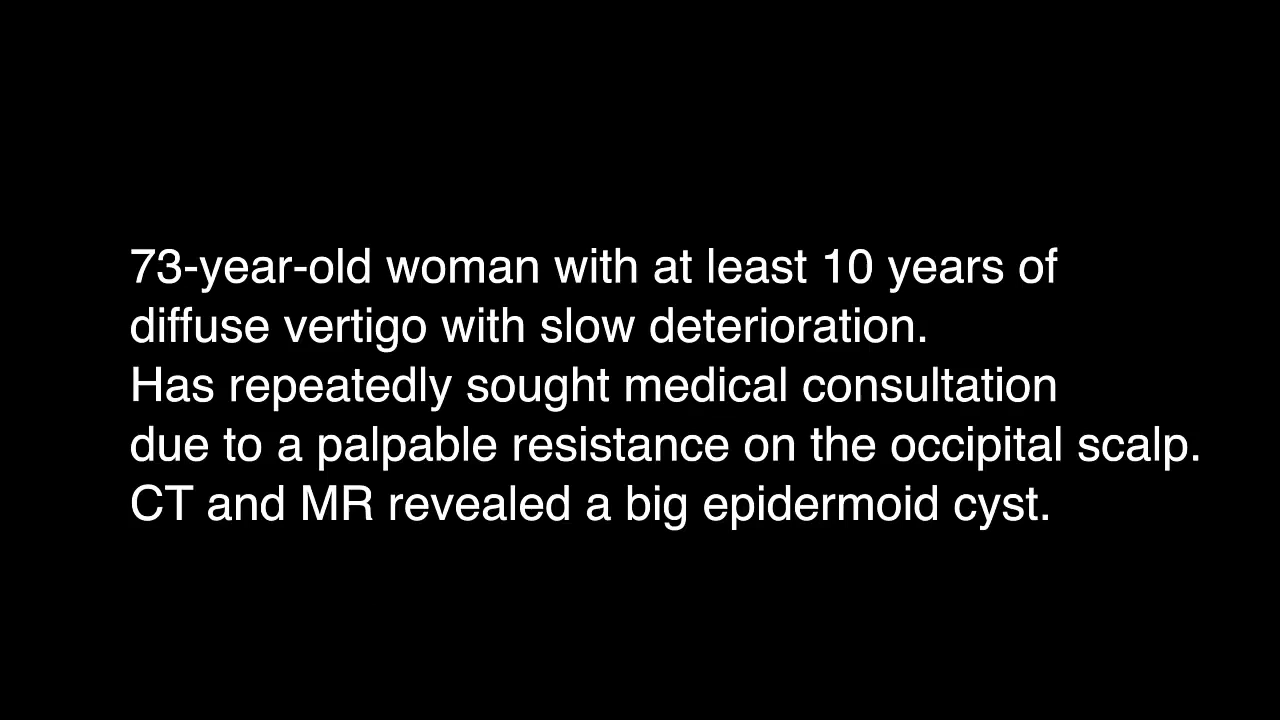 73-year-old woman with at least 10 years of
diffuse vertigo with slow deterioration.
Has repeatedly sought medical consultation
due to a palpable resistance on the occipital scalp.
CT and MR revealed a big epidermoid cyst.